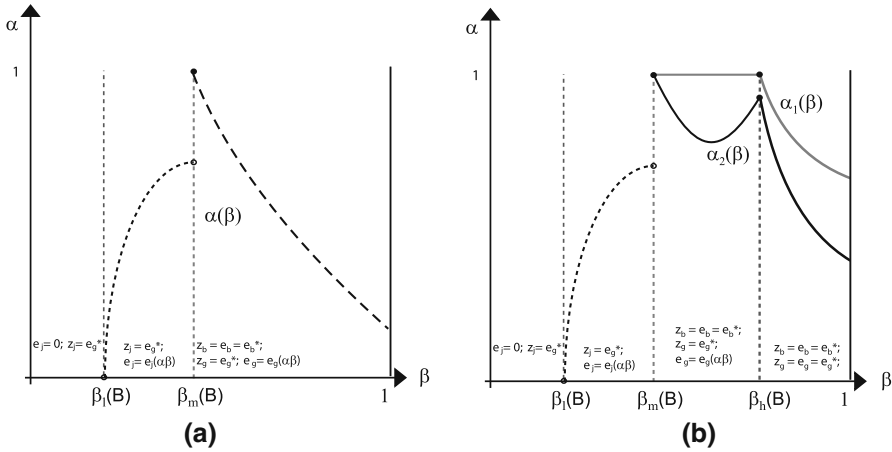 α
1
α(β)
e_j = 0; z_j = e_g*
z_j = e_g*;
e_j = e_j(αβ)
z_b = e_b = e_b*;
z_g = e_g*; e_g = e_g(αβ)
β_l(B)
β_m(B)
1
β
(a)
α
1
α_1(β)
α_2(β)
e_j = 0; z_j = e_g*
z_j = e_g*;
e_j = e_j(αβ)
z_b = e_b = e_b*;
z_g = e_g*;
e_g = e_g(αβ)
z_b = e_b = e_b*;
z_g = e_g = e_g*;
β_l(B)
β_m(B)
β_h(B)
1
β
(b)